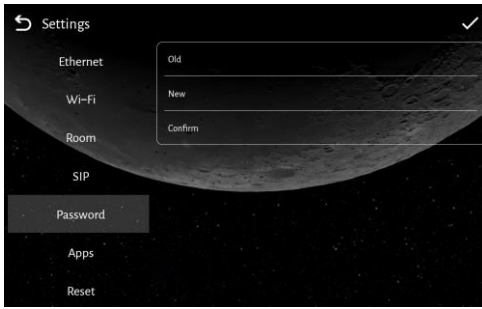 Settings
Ethernet
Wi-Fi
Room
SIP
Password
Apps
Reset
Old
New
Confirm